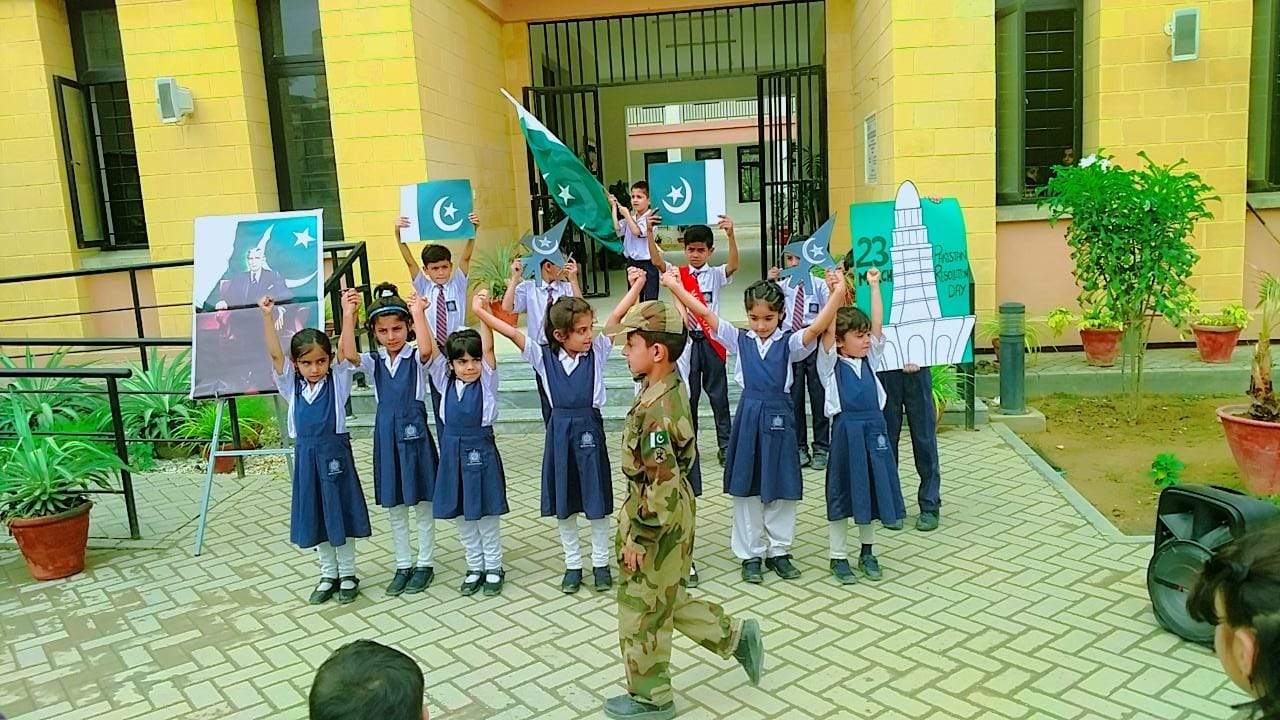 23
MARCH
PAKISTAN
RESOLUTION
DAY